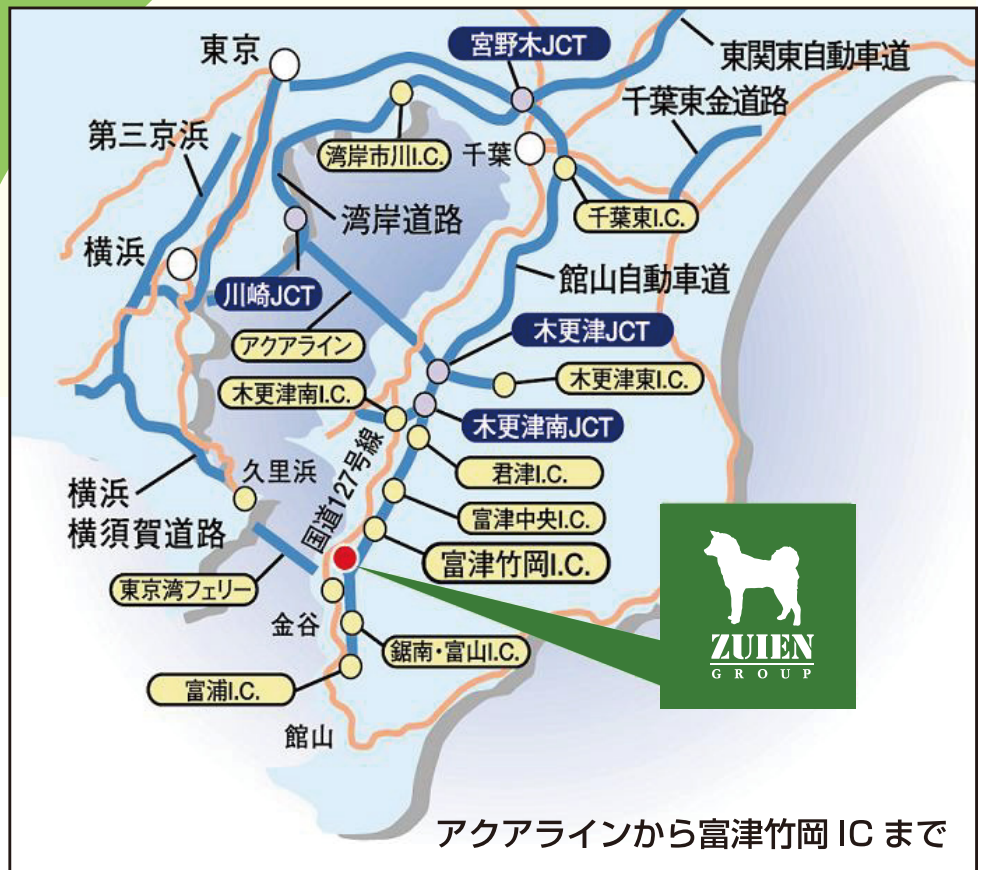 東京
宮野木JCT
東関東自動車道
千葉東金道路
第三京浜
湾岸市川I.C.
千葉
千葉東I.C.
湾岸道路
横浜
館山自動車道
川崎JCT
アクアライン
木更津JCT
木更津南I.C.
木更津東I.C.
木更津南JCT
国道127号線
君津I.C.
久里浜
横浜
横須賀道路
富津中央I.C.
富津竹岡I.C.
東京湾フェリー
金谷
鋸南・富山I.C.
富浦I.C.
館山
ZUIEN
GROUP
アクアラインから富津竹岡 IC まで